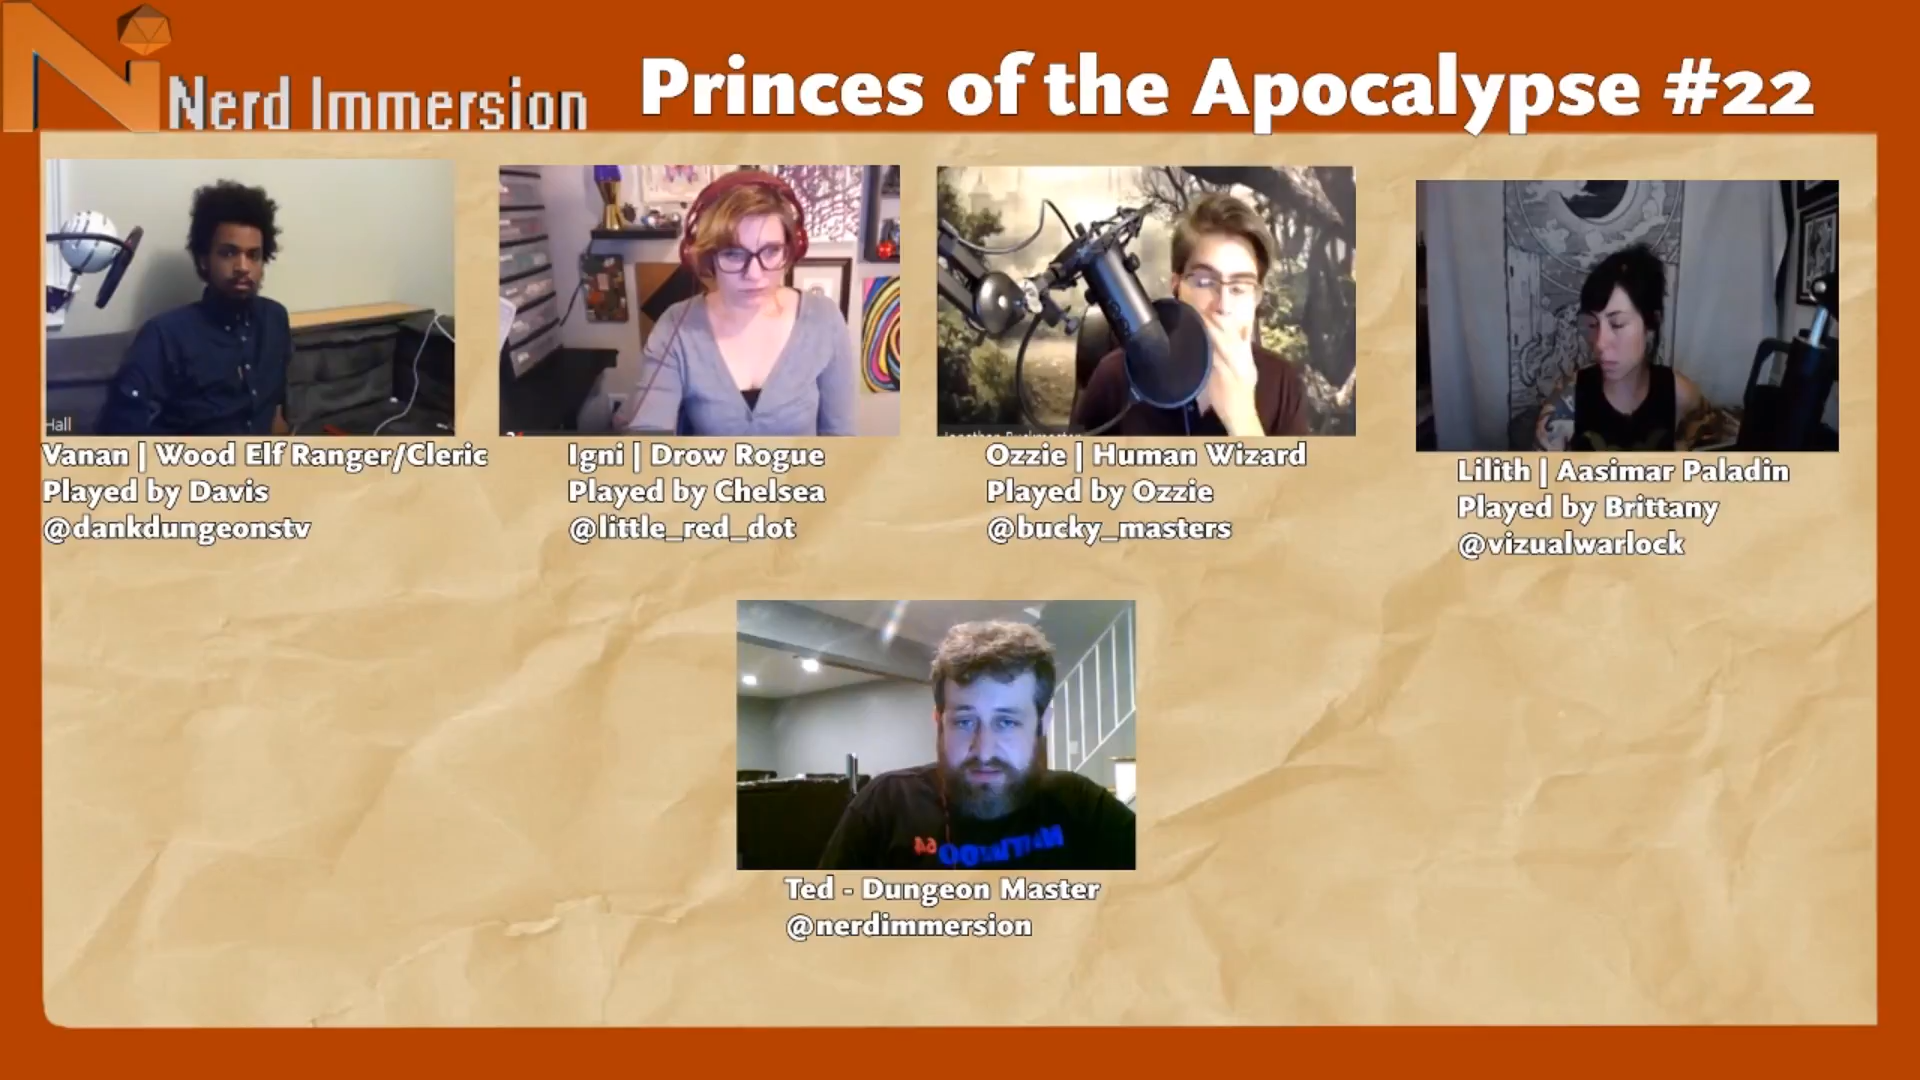 Nerd Immersion
Princes of the Apocalypse #22
Hall
Vanan | Wood Elf Ranger/Cleric
Played by Davis
@dankdungeonstv
Igni | Drow Rogue
Played by Chelsea
@little_red_dot
Ozzie | Human Wizard
Played by Ozzie
@bucky_masters
Lilith | Aasimar Paladin
Played by Brittany
@vizualwarlock
64
Ted - Dungeon Master
@nerdimmersion